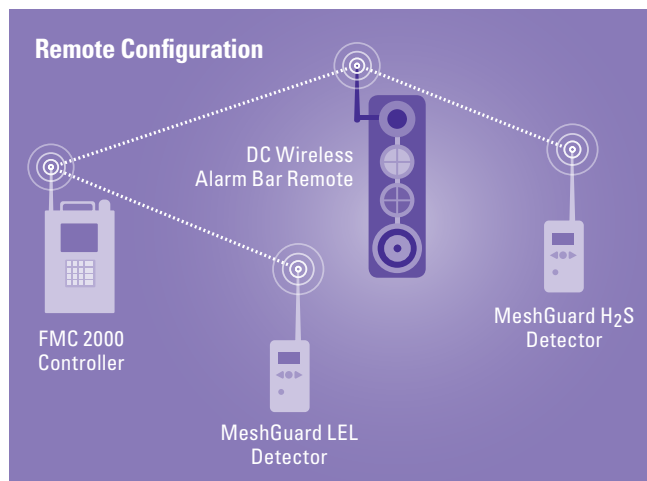 Remote Configuration
DC Wireless
Alarm Bar Remote
FMC 2000
Controller
MeshGuard LEL
Detector
MeshGuard H₂S
Detector